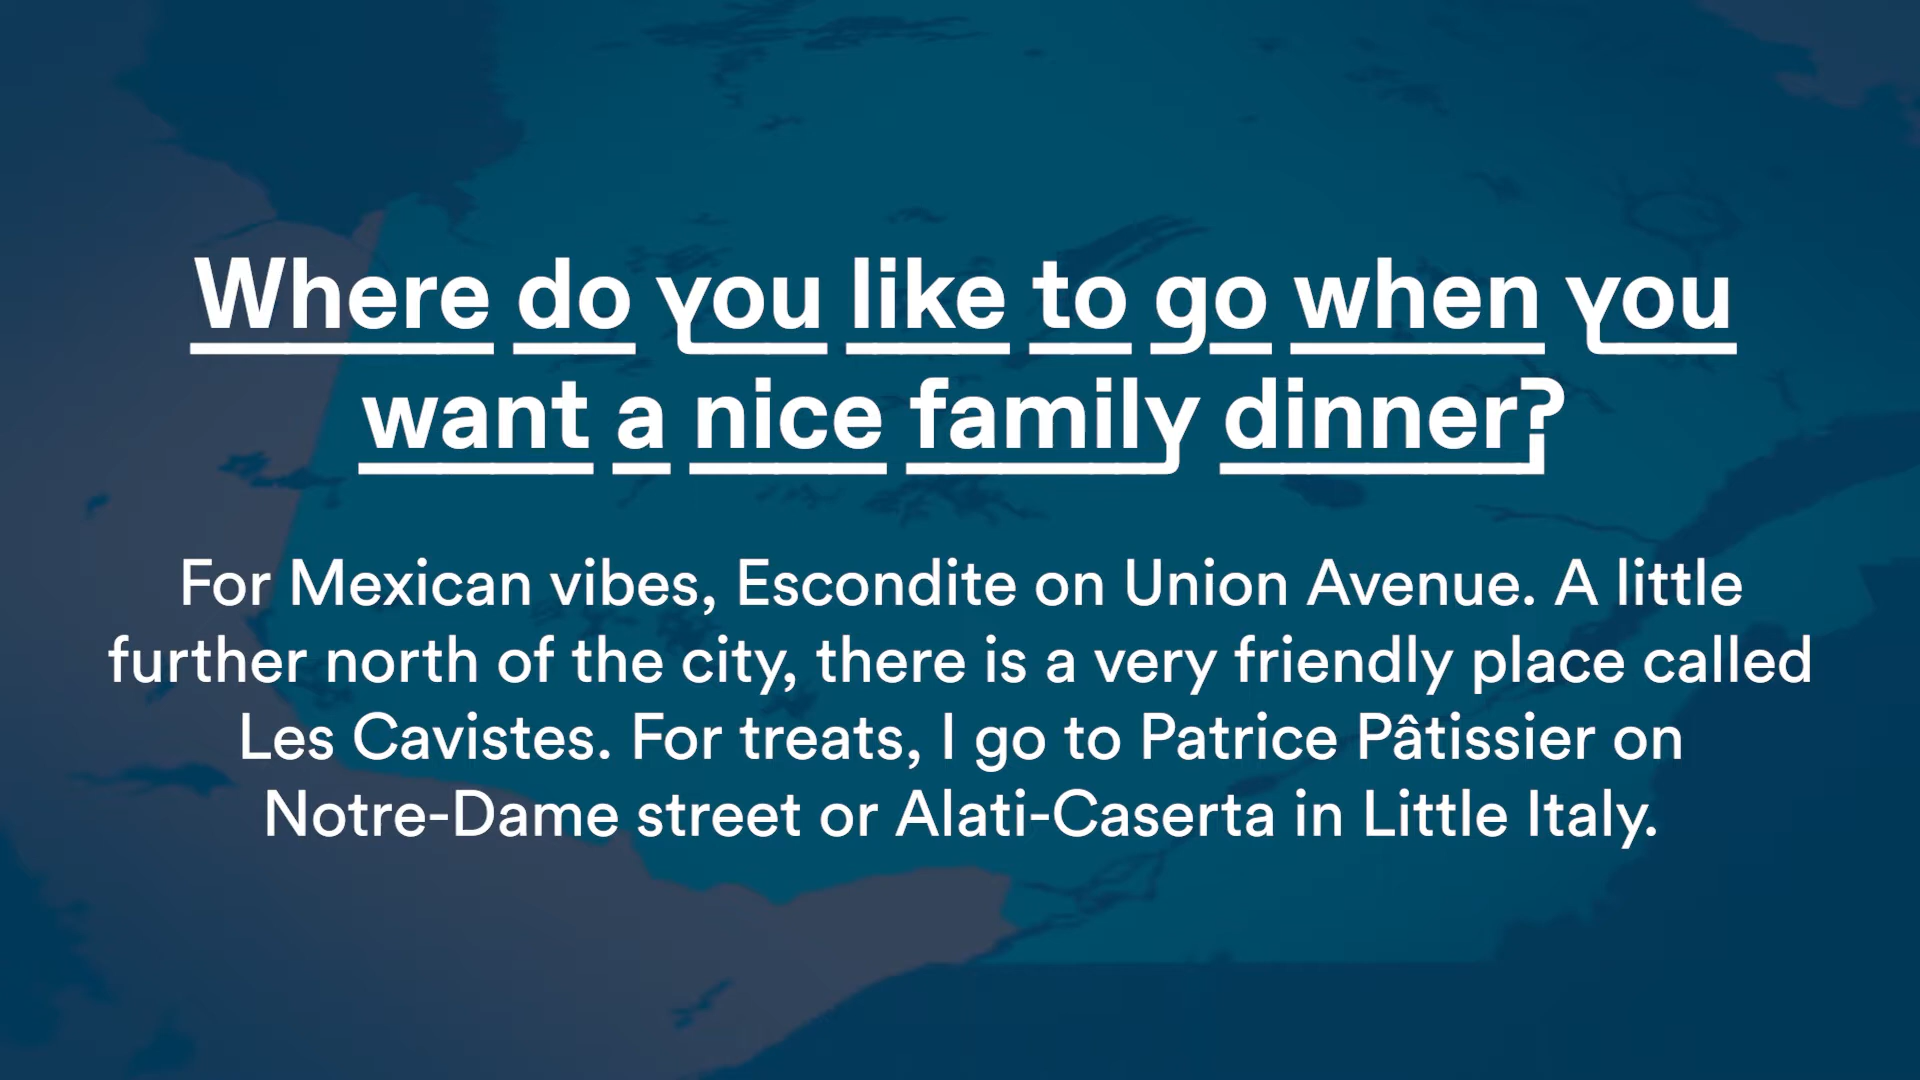 Where do you like to go when you
want a nice family dinner?
For Mexican vibes, Escondite on Union Avenue. A little
further north of the city, there is a very friendly place called
Les Cavistes. For treats, I go to Patrice Pâtissier on
Notre-Dame street or Alati-Caserta in Little Italy.